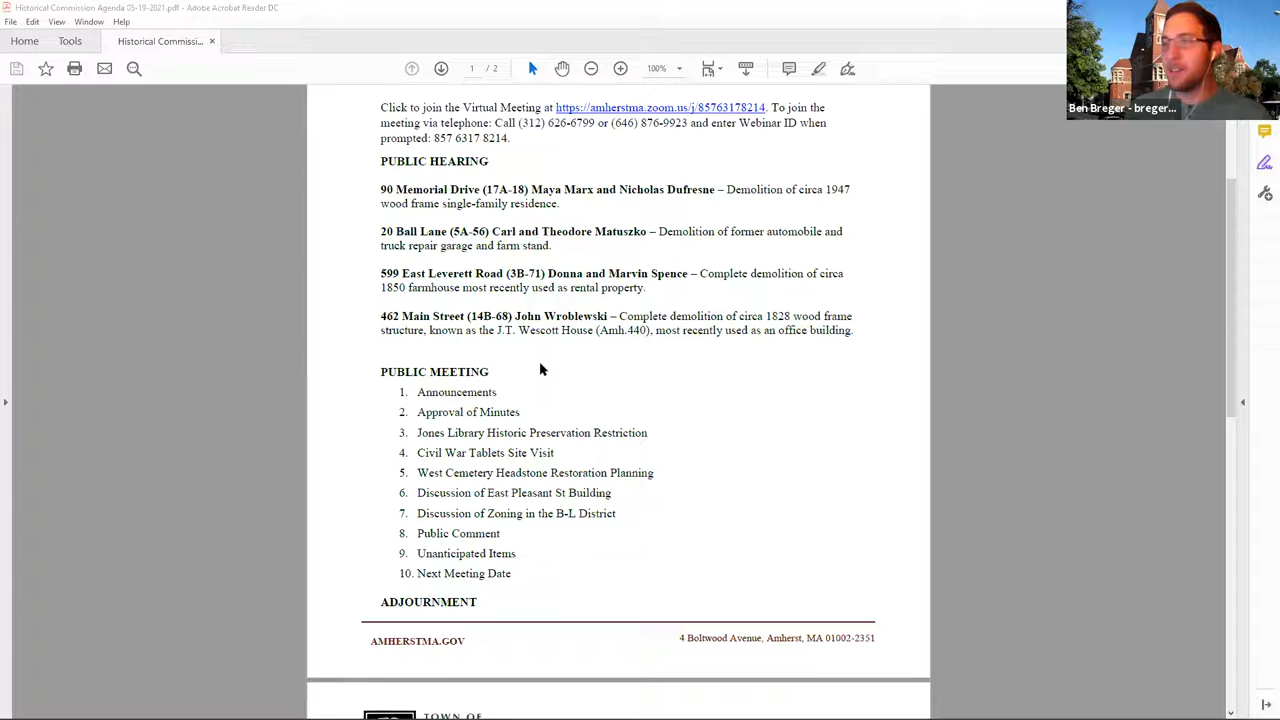 Historical Commission Agenda 05-19-2021.pdf - Adobe Acrobat Reader DC
File Edit View Window Help
Home Tools Historical Commissi... ×
1 / 2 100%
Ben Breger - breger...
Click to join the Virtual Meeting at https://amherstma.zoom.us/j/85763178214. To join the
meeting via telephone: Call (312) 626-6799 or (646) 876-9923 and enter Webinar ID when
prompted: 857 6317 8214.
PUBLIC HEARING
90 Memorial Drive (17A-18) Maya Marx and Nicholas Dufresne – Demolition of circa 1947
wood frame single-family residence.
20 Ball Lane (5A-56) Carl and Theodore Matuszko – Demolition of former automobile and
truck repair garage and farm stand.
599 East Leverett Road (3B-71) Donna and Marvin Spence – Complete demolition of circa
1850 farmhouse most recently used as rental property.
462 Main Street (14B-68) John Wroblewski – Complete demolition of circa 1828 wood frame
structure, known as the J.T. Wescott House (Amh.440), most recently used as an office building.
PUBLIC MEETING
1. Announcements
2. Approval of Minutes
3. Jones Library Historic Preservation Restriction
4. Civil War Tablets Site Visit
5. West Cemetery Headstone Restoration Planning
6. Discussion of East Pleasant St Building
7. Discussion of Zoning in the B-L District
8. Public Comment
9. Unanticipated Items
10. Next Meeting Date
ADJOURNMENT
AMHERSTMA.GOV 4 Boltwood Avenue, Amherst, MA 01002-2351
TOWN OF